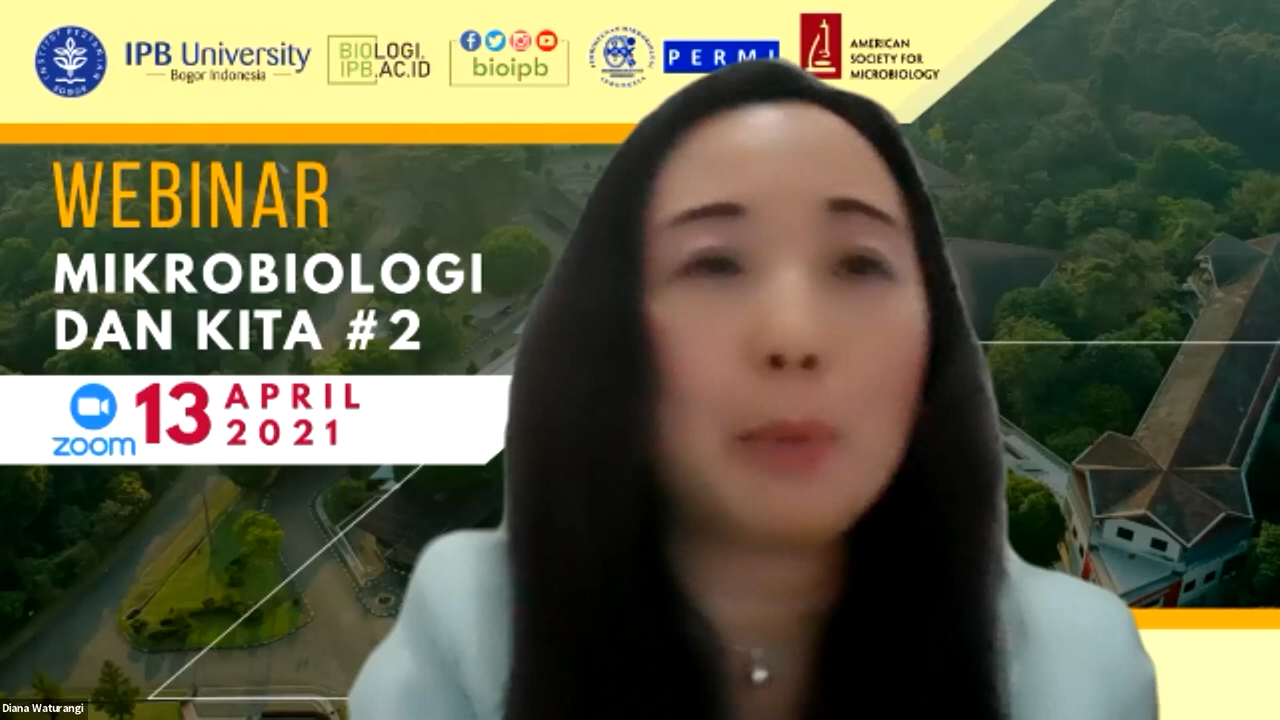 IPB University
Bogor Indonesia
BIOLOGI.
IPB.AC.ID
bioipb
PERMI
AMERICAN
SOCIETY FOR
MICROBIOLOGY
WEBINAR
MIKROBIOLOGI
DAN KITA #2
zoom
13 APRIL
2021
Diana Waturangi